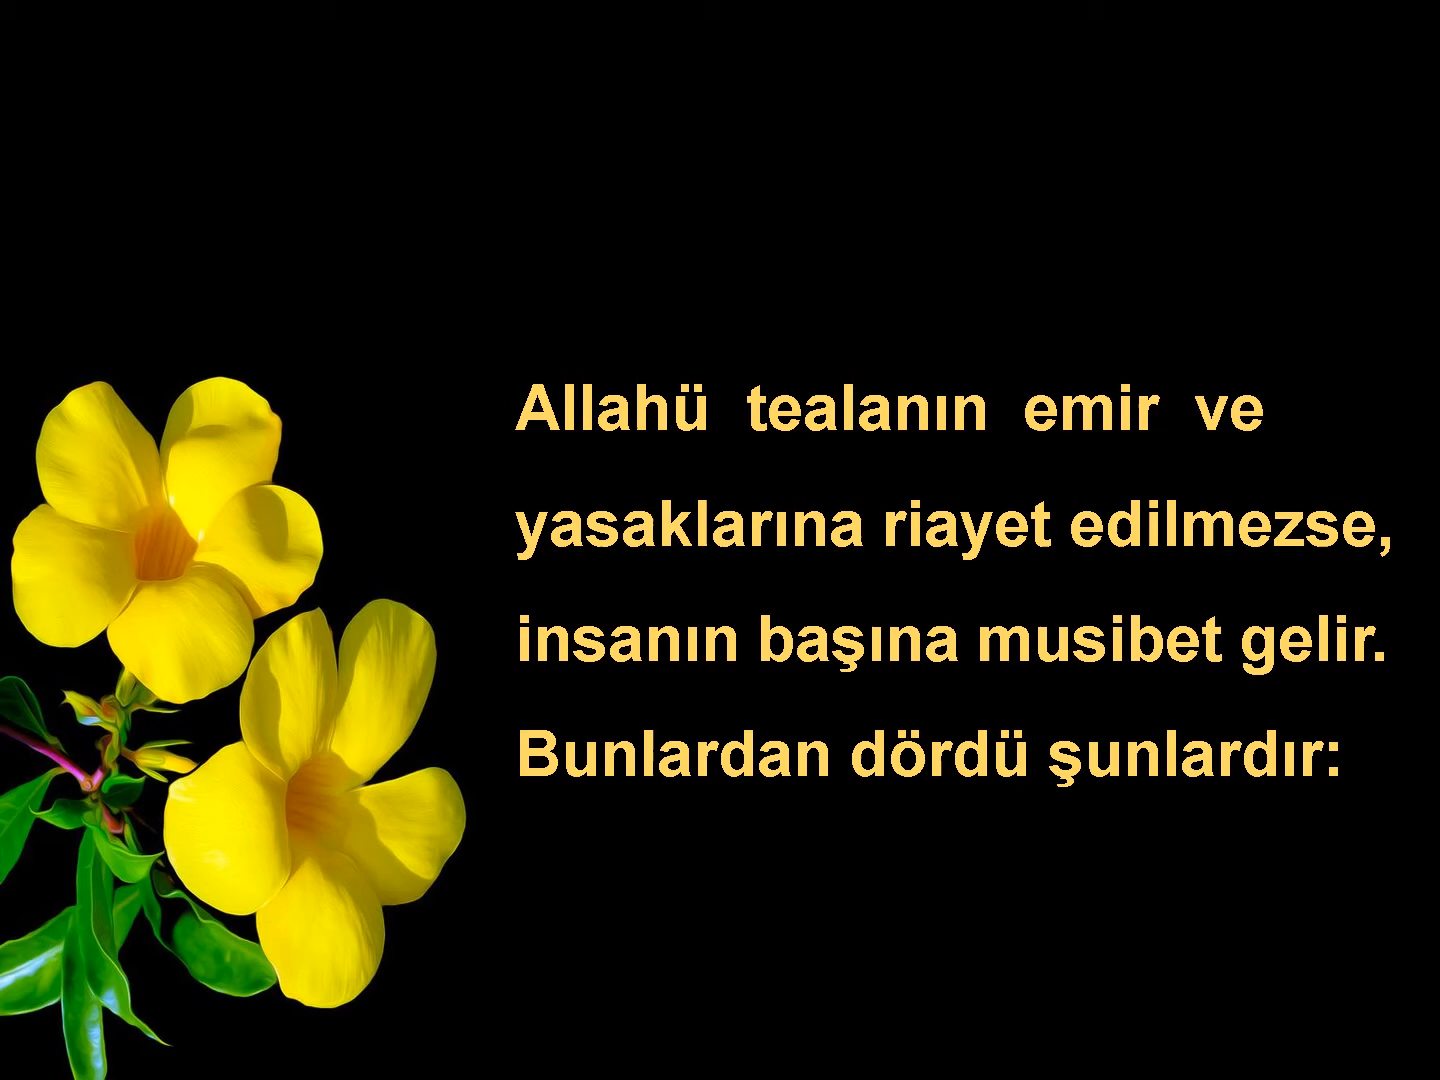 Allahü tealanın emir ve
yasaklarına riayet edilmezse,
insanın başına musibet gelir.
Bunlardan dördü şunlardır: